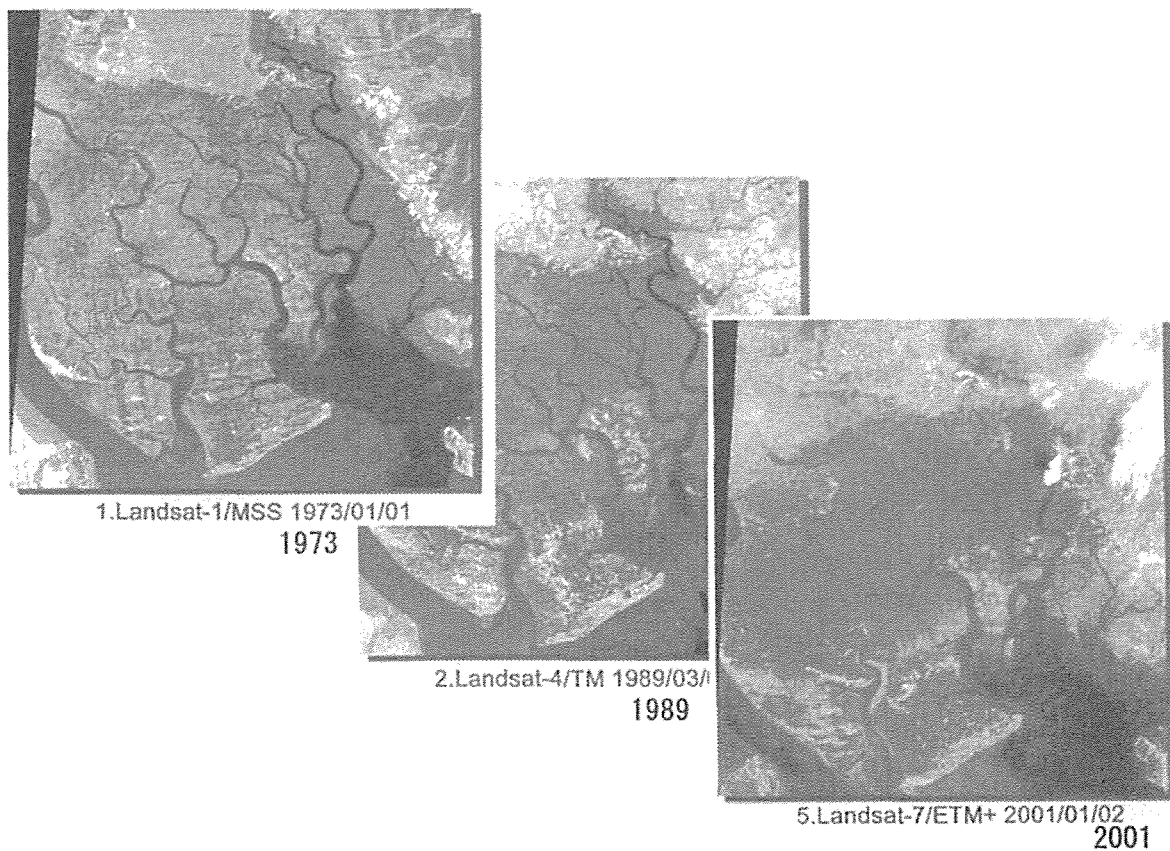 1.Landsat-1/MSS 1973/01/01
1973
2.Landsat-4/TM 1989/03/
1989
5.Landsat-7/ETM+ 2001/01/02
2001